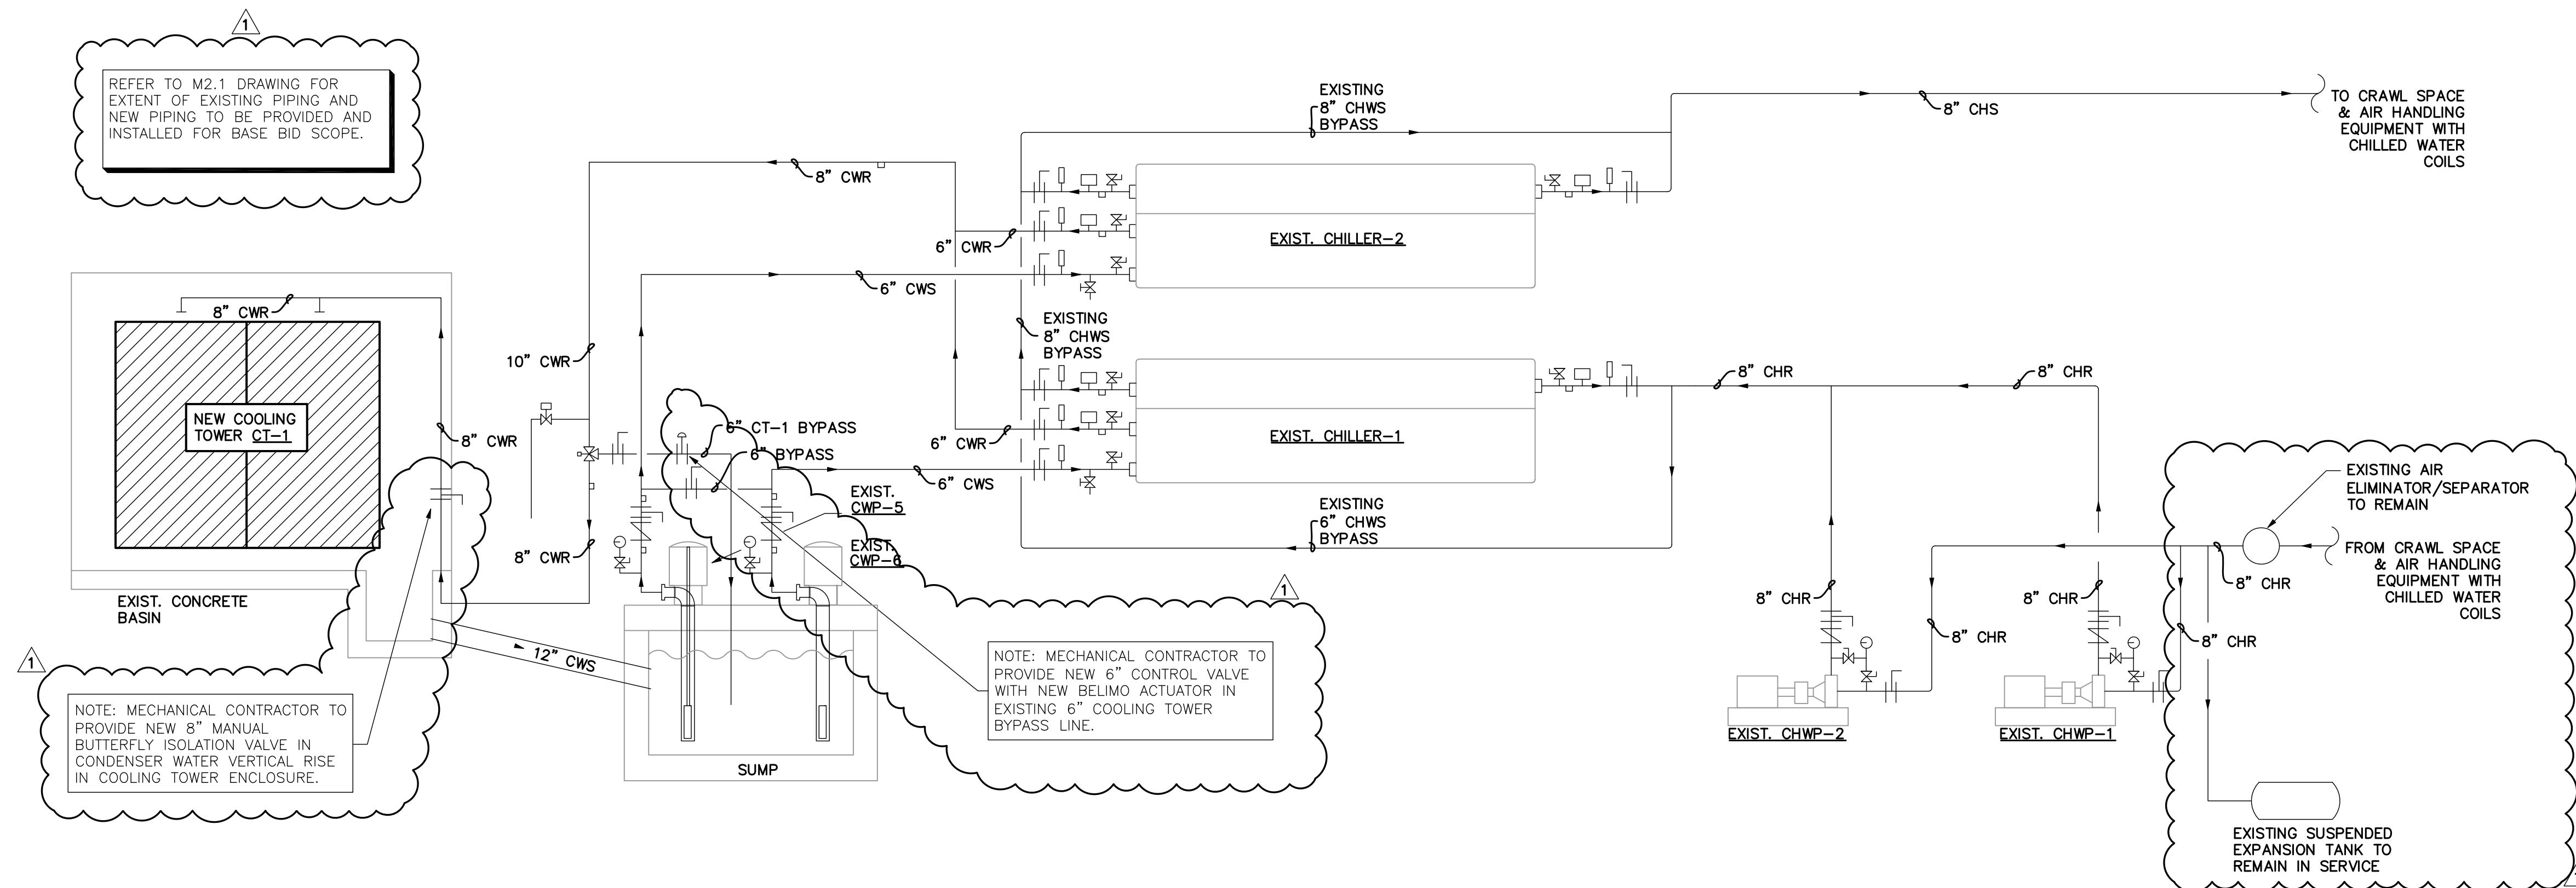 1
REFER TO M2.1 DRAWING FOR
EXTENT OF EXISTING PIPING AND
NEW PIPING TO BE PROVIDED AND
INSTALLED FOR BASE BID SCOPE.
EXISTING
8" CHWS
BYPASS
8" CHS
TO CRAWL SPACE
& AIR HANDLING
EQUIPMENT WITH
CHILLED WATER
COILS
8" CWR
6" CWR
EXIST. CHILLER-2
6" CWS
8" CWR
EXISTING
8" CHWS
BYPASS
10" CWR
8" CHR
8" CHR
NEW COOLING
TOWER CT-1
8" CWR
6" CT-1 BYPASS
6" BYPASS
6" CWR
EXIST. CHILLER-1
6" CWS
EXIST.
CWP-5
EXIST.
CWP-6
EXISTING
6" CHWS
BYPASS
EXISTING AIR
ELIMINATOR/SEPARATOR
TO REMAIN
8" CWR
FROM CRAWL SPACE
& AIR HANDLING
EQUIPMENT WITH
CHILLED WATER
COILS
8" CHR
8" CHR
8" CHR
8" CHR
8" CHR
EXIST. CONCRETE
BASIN
12" CWS
1
1
NOTE: MECHANICAL CONTRACTOR TO
PROVIDE NEW 8" MANUAL
BUTTERFLY ISOLATION VALVE IN
CONDENSER WATER VERTICAL RISE
IN COOLING TOWER ENCLOSURE.
SUMP
NOTE: MECHANICAL CONTRACTOR TO
PROVIDE NEW 6" CONTROL VALVE
WITH NEW BELIMO ACTUATOR IN
EXISTING 6" COOLING TOWER
BYPASS LINE.
EXIST. CHWP-2
EXIST. CHWP-1
EXISTING SUSPENDED
EXPANSION TANK TO
REMAIN IN SERVICE